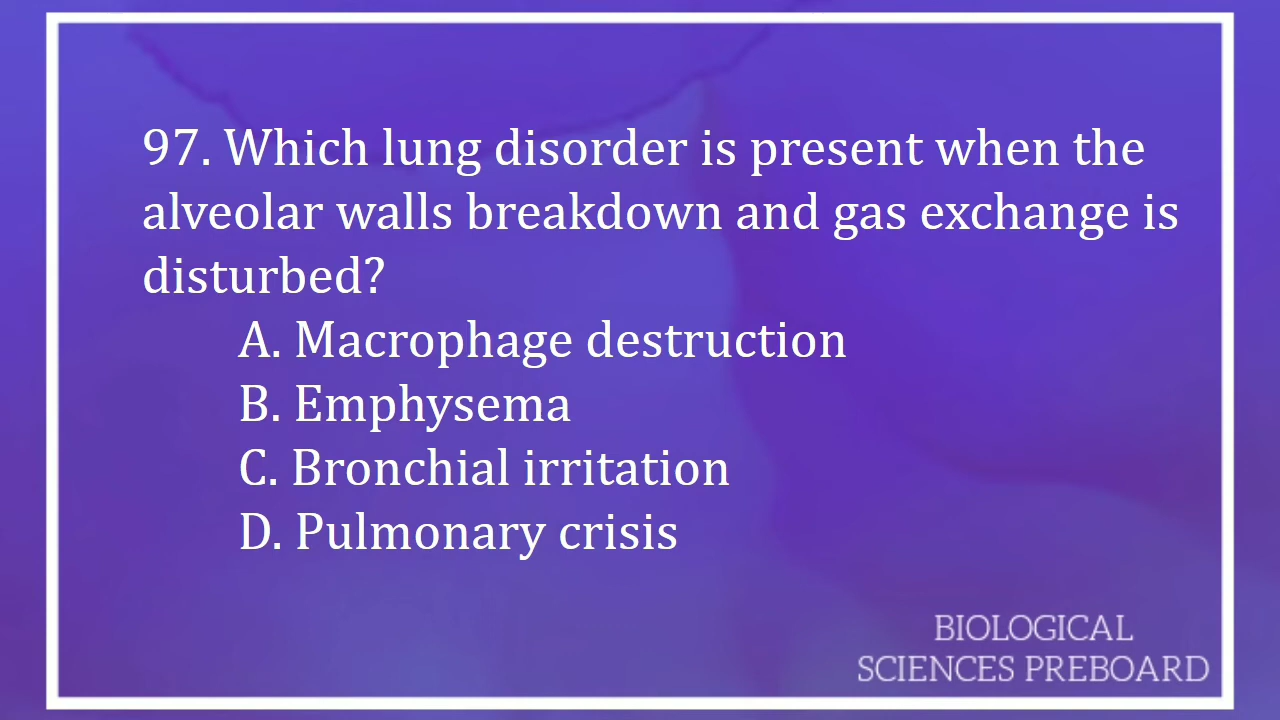 97. Which lung disorder is present when the
alveolar walls breakdown and gas exchange is
disturbed?
A. Macrophage destruction
B. Emphysema
C. Bronchial irritation
D. Pulmonary crisis
BIOLOGICAL
SCIENCES PREBOARD